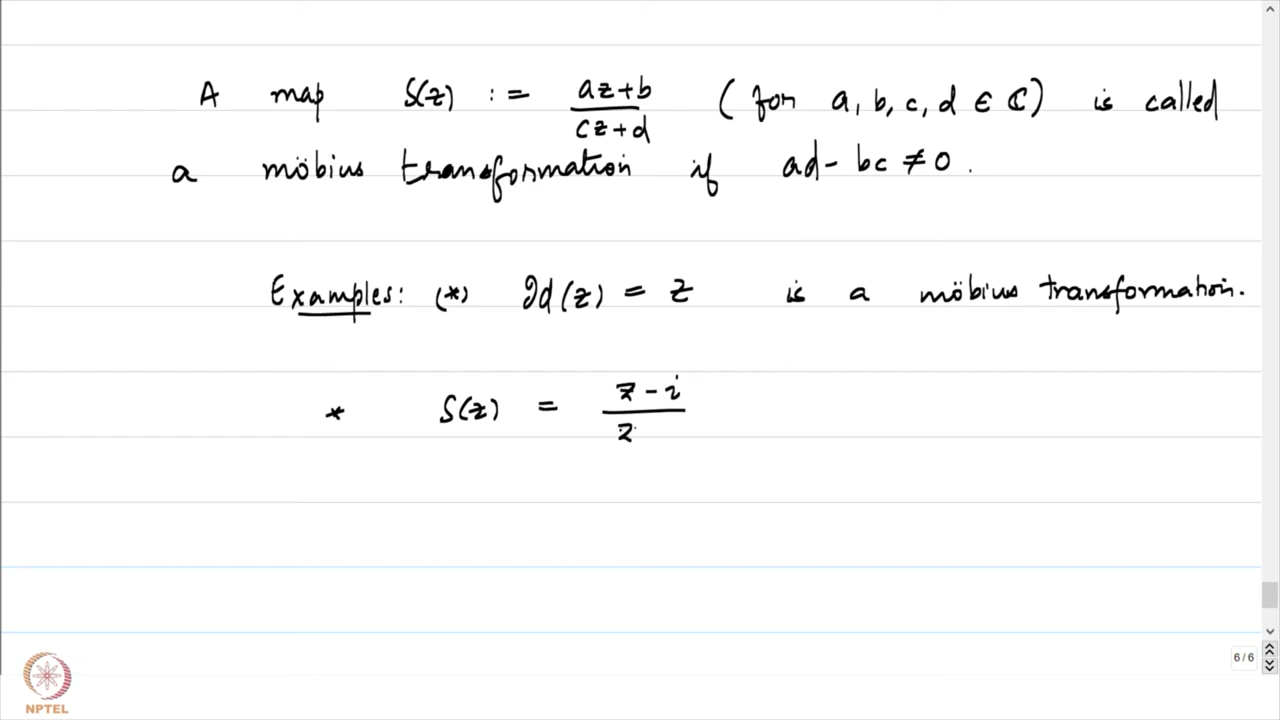 A map S(z) := (az+b)/(cz+d) (for a, b, c, d ∈ ℂ) is called
a möbius transformation if ad - bc ≠ 0.
Examples: (*) Id(z) = z is a möbius transformation.
* S(z) = (z - i)/z
6 / 6
NPTEL